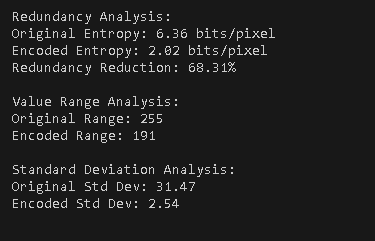 Redundancy Analysis:
Original Entropy: 6.36 bits/pixel
Encoded Entropy: 2.02 bits/pixel
Redundancy Reduction: 68.31%
Value Range Analysis:
Original Range: 255
Encoded Range: 191
Standard Deviation Analysis:
Original Std Dev: 31.47
Encoded Std Dev: 2.54